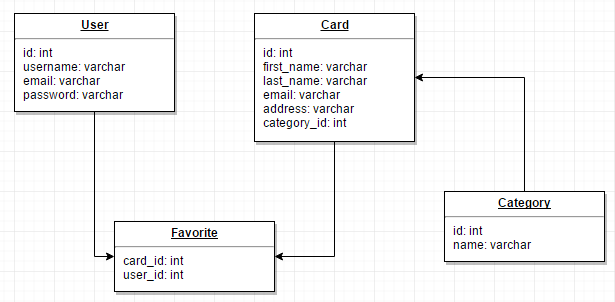 User
id: int
username: varchar
email: varchar
password: varchar
Card
id: int
first_name: varchar
last_name: varchar
email: varchar
address: varchar
category_id: int
Category
id: int
name: varchar
Favorite
card_id: int
user_id: int